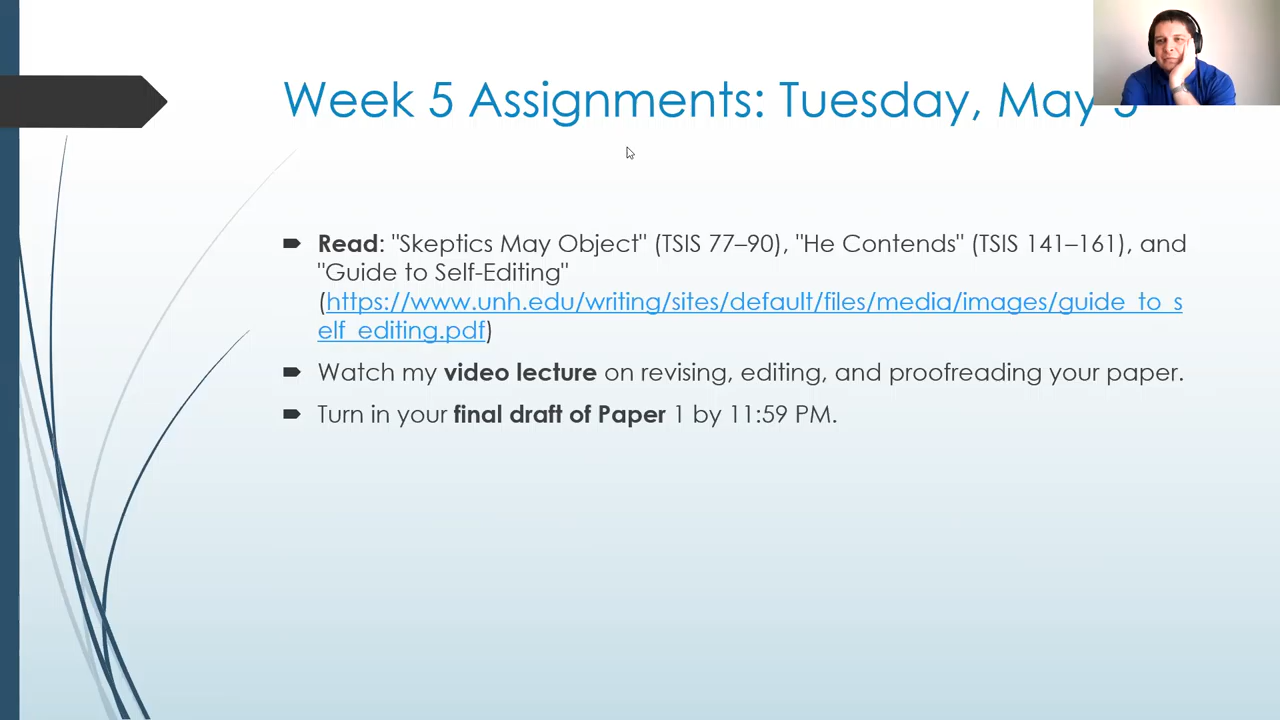 Week 5 Assignments: Tuesday, May
Read: "Skeptics May Object" (TSIS 77–90), "He Contends" (TSIS 141–161), and
"Guide to Self-Editing"
(https://www.unh.edu/writing/sites/default/files/media/images/guide_to_s
elf_editing.pdf)
Watch my video lecture on revising, editing, and proofreading your paper.
Turn in your final draft of Paper 1 by 11:59 PM.